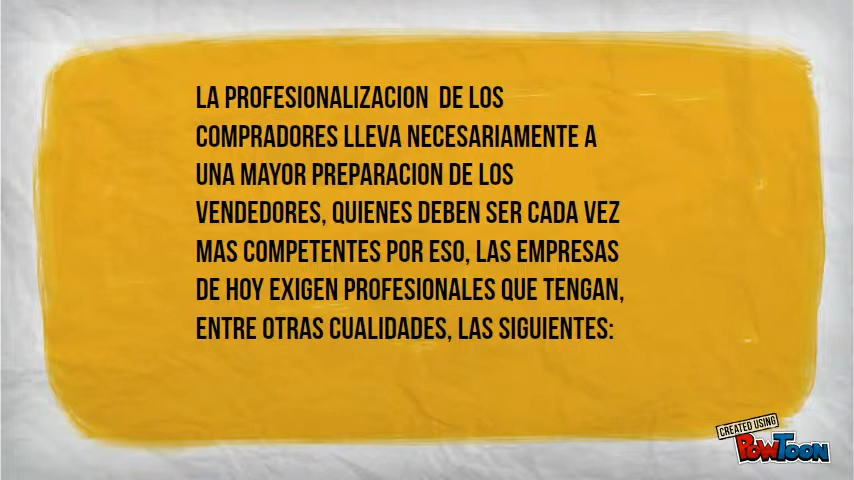 LA PROFESIONALIZACION DE LOS
COMPRADORES LLEVA NECESARIAMENTE A
UNA MAYOR PREPARACION DE LOS
VENDEDORES, QUIENES DEBEN SER CADA VEZ
MAS COMPETENTES POR ESO, LAS EMPRESAS
DE HOY EXIGEN PROFESIONALES QUE TENGAN,
ENTRE OTRAS CUALIDADES, LAS SIGUIENTES:
CREATED USING
POWTOON